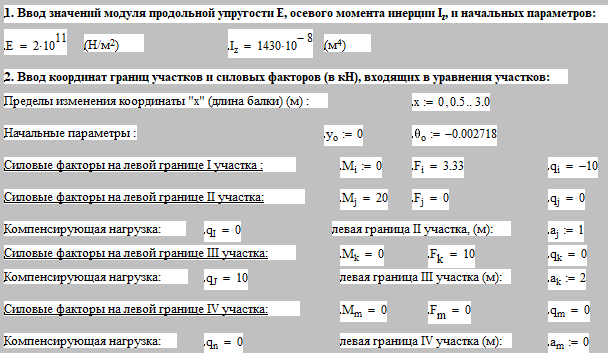 1. Ввод значений модуля продольной упругости E, осевого момента инерции Iz, и начальных параметров:
E = 2·10¹¹ (Н/м²) Iz = 1430·10⁻⁸ (м⁴)
2. Ввод координат границ участков и силовых факторов (в кН), входящих в уравнения участков:
Пределы изменения координаты "x" (длина балки) (м) : x := 0, 0.5 .. 3.0
Начальные параметры : yo := 0 θo := −0.002718
Силовые факторы на левой границе I участка : Mi := 0 Fi = 3.33 qi = −10
Силовые факторы на левой границе II участка: Mj = 20 Fj = 0 qj = 0
Компенсирующая нагрузка: qI = 0 левая граница II участка, (м): aj := 1
Силовые факторы на левой границе III участка: Mk = 0 Fk = 10 qk = 0
Компенсирующая нагрузка: qJ = 10 левая граница III участка (м): ak := 2
Силовые факторы на левой границе IV участка: Mm = 0 Fm = 0 qm = 0
Компенсирующая нагрузка: qn = 0 левая граница IV участка (м): am := 0